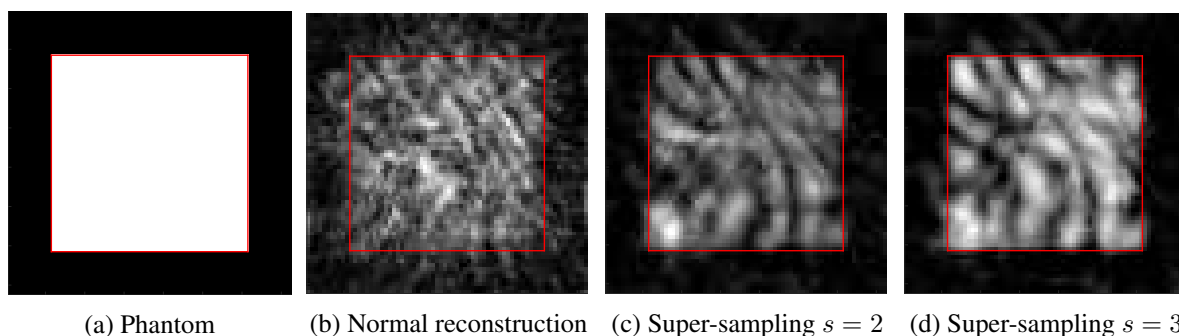 (a) Phantom (b) Normal reconstruction (c) Super-sampling s = 2 (d) Super-sampling s = 3